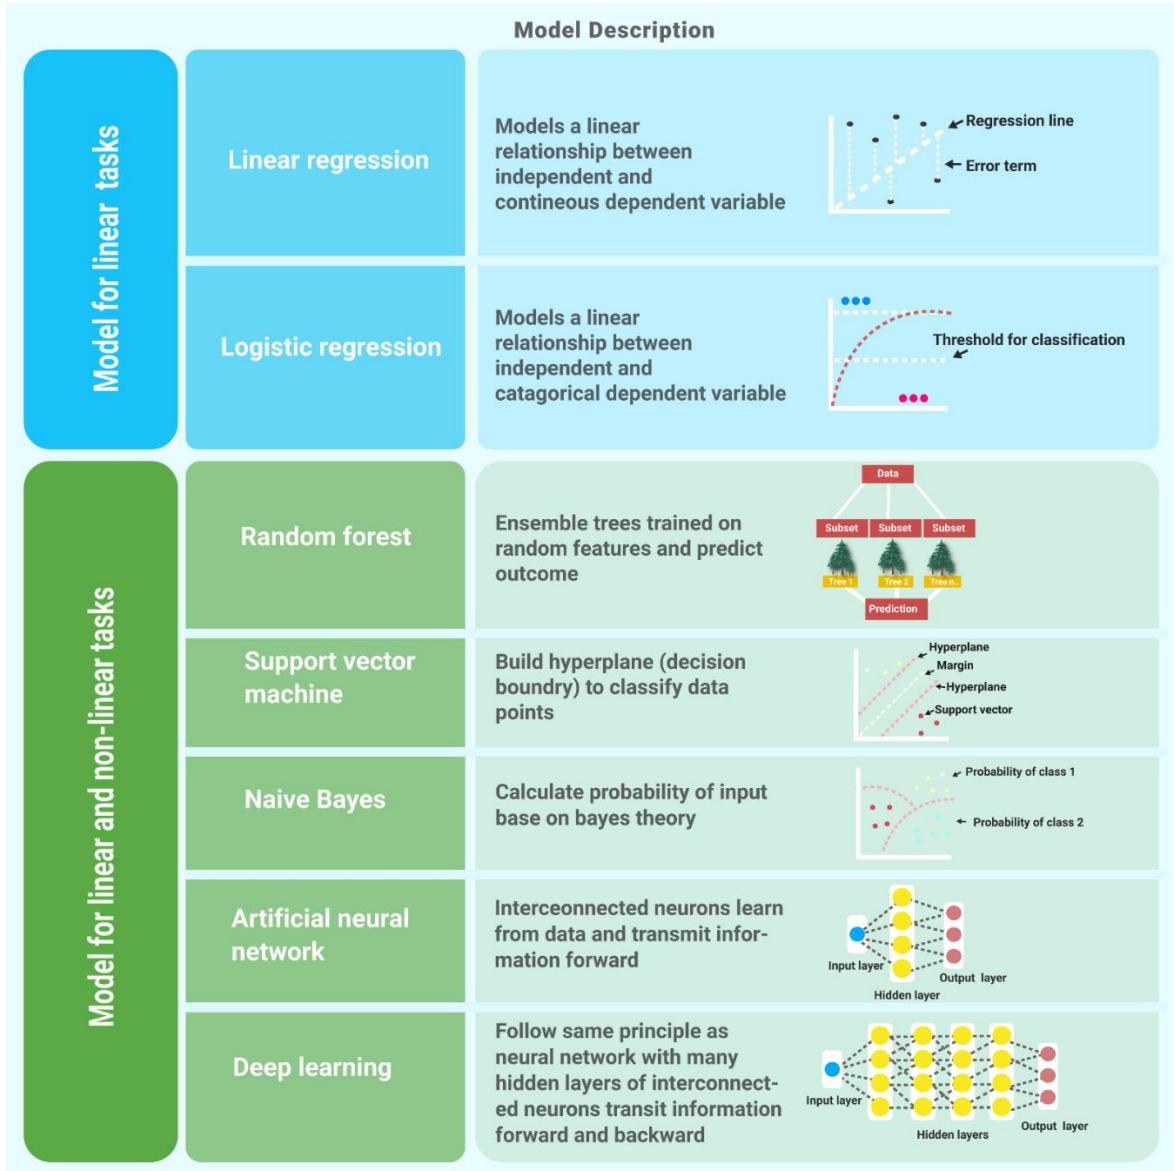 Model Description
Model for linear tasks
Linear regression
Models a linear
relationship between
independent and
contineous dependent variable
Regression line
Error term
Logistic regression
Models a linear
relationship between
independent and
catagorical dependent variable
Threshold for classification
Model for linear and non-linear tasks
Random forest
Ensemble trees trained on
random features and predict
outcome
Data
Subset Subset Subset
Tree 1 Tree 2 Tree n..
Prediction
Support vector
machine
Build hyperplane (decision
boundry) to classify data
points
Hyperplane
Margin
Hyperplane
Support vector
Naive Bayes
Calculate probability of input
base on bayes theory
Probability of class 1
Probability of class 2
Artificial neural
network
Interceonnected neurons learn
from data and transmit infor-
mation forward
Input layer
Hidden layer
Output layer
Deep learning
Follow same principle as
neural network with many
hidden layers of interconnect-
ed neurons transit information
forward and backward
Input layer
Hidden layers
Output layer